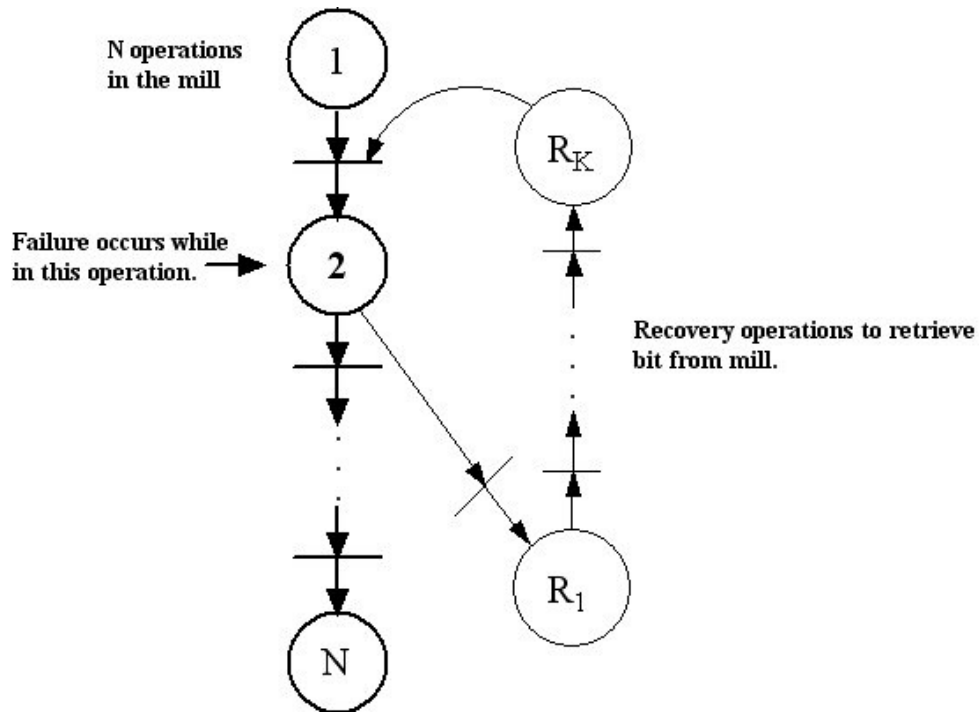 N operations
in the mill
1
R_K
Failure occurs while
in this operation.
2
Recovery operations to retrieve
bit from mill.
R_1
N